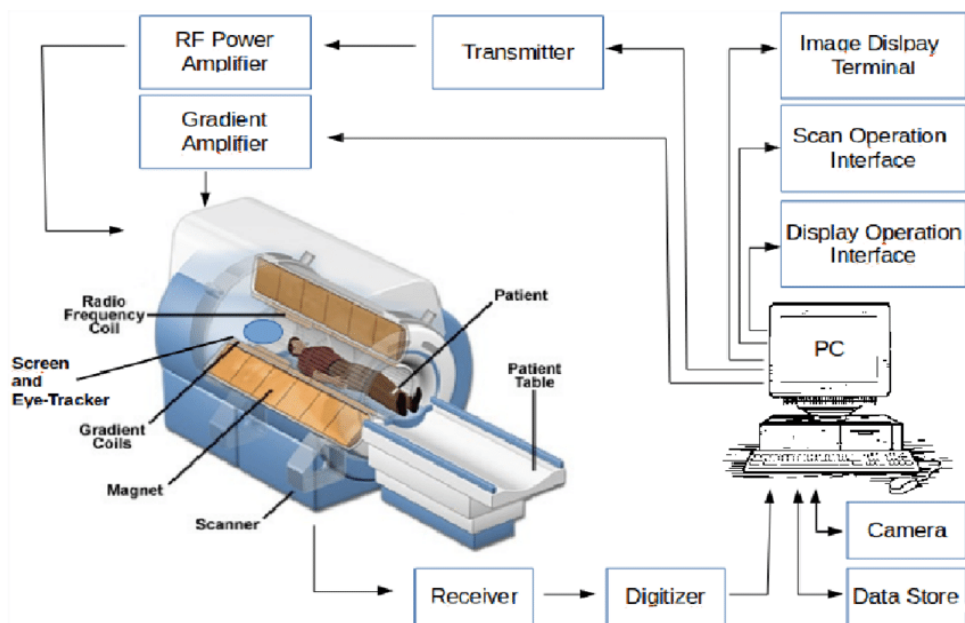 RF Power
Amplifier
Transmitter
Image Dislpay
Terminal
Gradient
Amplifier
Scan Operation
Interface
Display Operation
Interface
Radio
Frequency
Coil
Patient
PC
Screen
and
Eye-Tracker
Patient
Table
Gradient
Coils
Magnet
Scanner
Camera
Receiver
Digitizer
Data Store